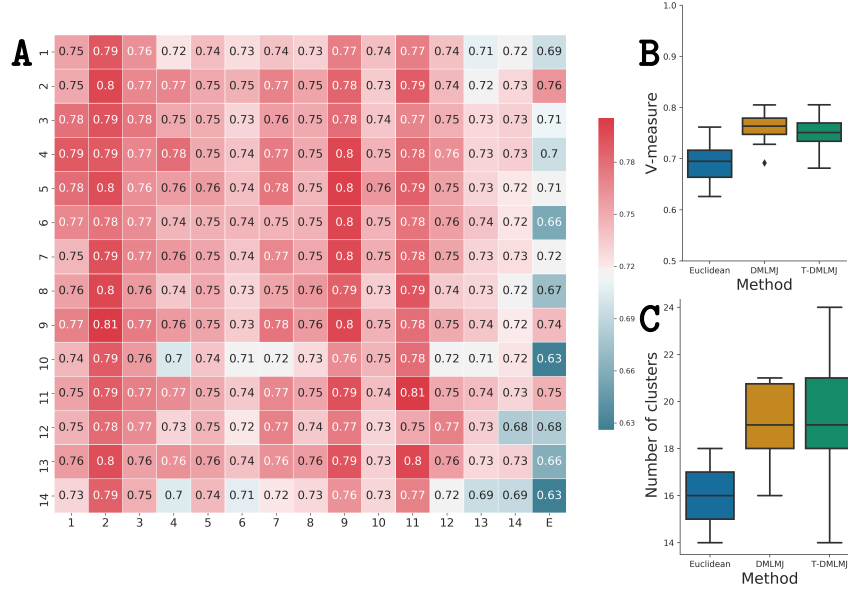 A
1 0.75 0.79 0.76 0.72 0.74 0.73 0.74 0.73 0.77 0.74 0.77 0.74 0.71 0.72 0.69
2 0.75 0.8 0.77 0.77 0.75 0.75 0.77 0.75 0.78 0.73 0.79 0.74 0.72 0.73 0.76
3 0.78 0.79 0.78 0.75 0.75 0.73 0.76 0.75 0.78 0.74 0.77 0.75 0.73 0.73 0.71
4 0.79 0.79 0.77 0.78 0.75 0.74 0.77 0.75 0.8 0.75 0.78 0.76 0.73 0.73 0.7
5 0.78 0.8 0.76 0.76 0.76 0.74 0.78 0.75 0.8 0.76 0.79 0.75 0.73 0.72 0.71
6 0.77 0.78 0.77 0.74 0.75 0.74 0.75 0.75 0.8 0.75 0.78 0.76 0.74 0.72 0.66
7 0.75 0.79 0.77 0.76 0.75 0.74 0.77 0.75 0.8 0.75 0.78 0.75 0.73 0.73 0.72
8 0.76 0.8 0.76 0.74 0.75 0.73 0.75 0.76 0.79 0.73 0.79 0.74 0.73 0.72 0.67
9 0.77 0.81 0.77 0.76 0.75 0.73 0.78 0.76 0.8 0.75 0.78 0.75 0.74 0.72 0.74
10 0.74 0.79 0.76 0.7 0.74 0.71 0.72 0.73 0.76 0.75 0.78 0.72 0.71 0.72 0.63
11 0.75 0.79 0.77 0.77 0.75 0.74 0.77 0.75 0.79 0.74 0.81 0.75 0.74 0.73 0.75
12 0.75 0.78 0.77 0.73 0.75 0.72 0.77 0.74 0.77 0.73 0.75 0.77 0.73 0.68 0.68
13 0.76 0.8 0.76 0.76 0.76 0.74 0.76 0.76 0.79 0.73 0.8 0.76 0.73 0.73 0.66
14 0.73 0.79 0.75 0.7 0.74 0.71 0.72 0.73 0.76 0.73 0.77 0.72 0.69 0.69 0.63
1 2 3 4 5 6 7 8 9 10 11 12 13 14 E
0.78
0.75
0.72
0.69
0.66
0.63
B
V-measure
1.0
0.9
0.8
0.7
0.6
0.5
Euclidean DMLMJ T-DMLMJ
Method
C
Number of clusters
24
22
20
18
16
14
Euclidean DMLMJ T-DMLMJ
Method